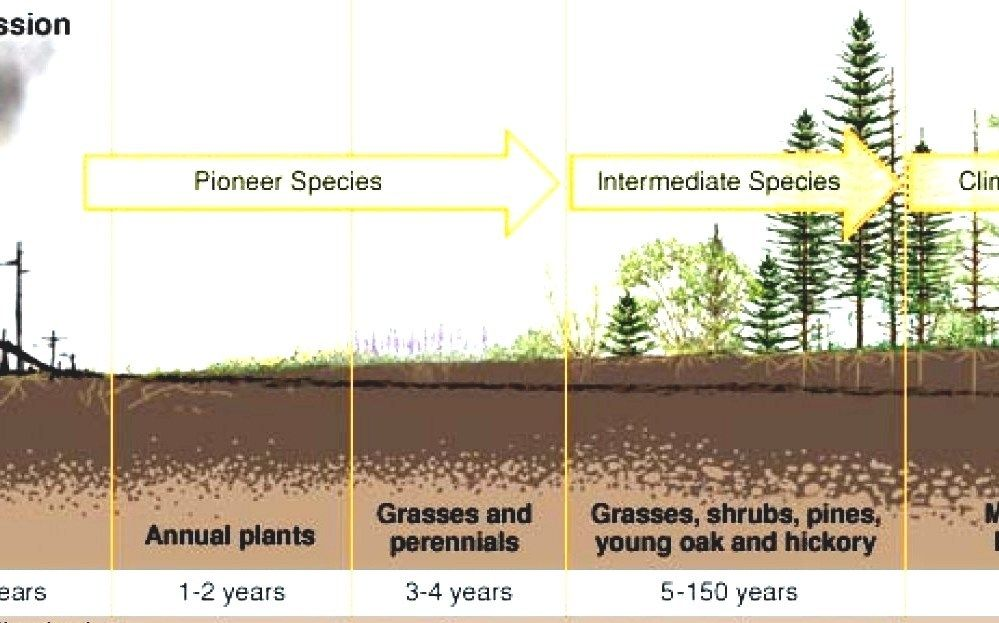 ssion
Pioneer Species
Intermediate Species
Clim
Annual plants
Grasses and
perennials
Grasses, shrubs, pines,
young oak and hickory
M
ears
1-2 years
3-4 years
5-150 years